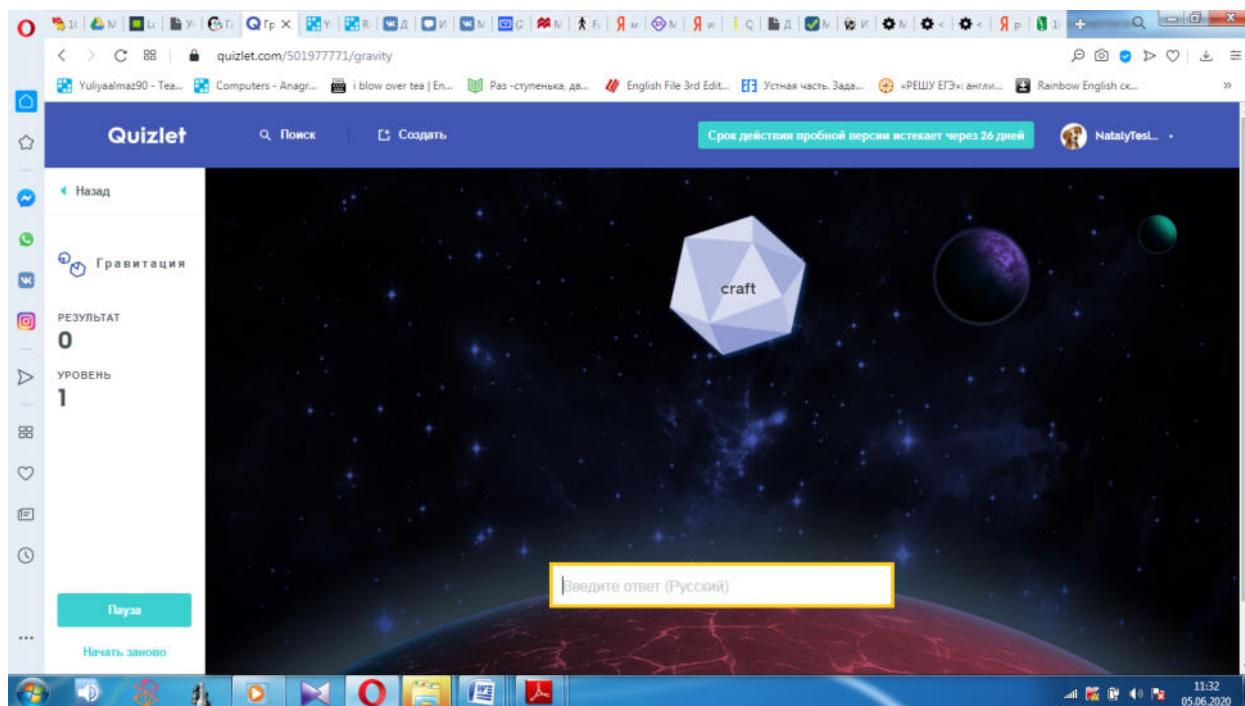 quizlet.com/501977771/gravity
Yuliyaalmaz90 - Tea...
Computers - Anagr...
i blow over tea | En...
Раз -ступенька, дв...
English File 3rd Edit...
Устная часть. Зада...
«РЕШУ ЕГЭ»: англи...
Rainbow English ск...
Quizlet
Поиск
Создать
Срок действия пробной версии истекает через 26 дней
NatalyTesl...
Назад
Гравитация
РЕЗУЛЬТАТ
0
УРОВЕНЬ
1
craft
Введите ответ (Русский)
Пауза
Начать заново
11:32
05.06.2020